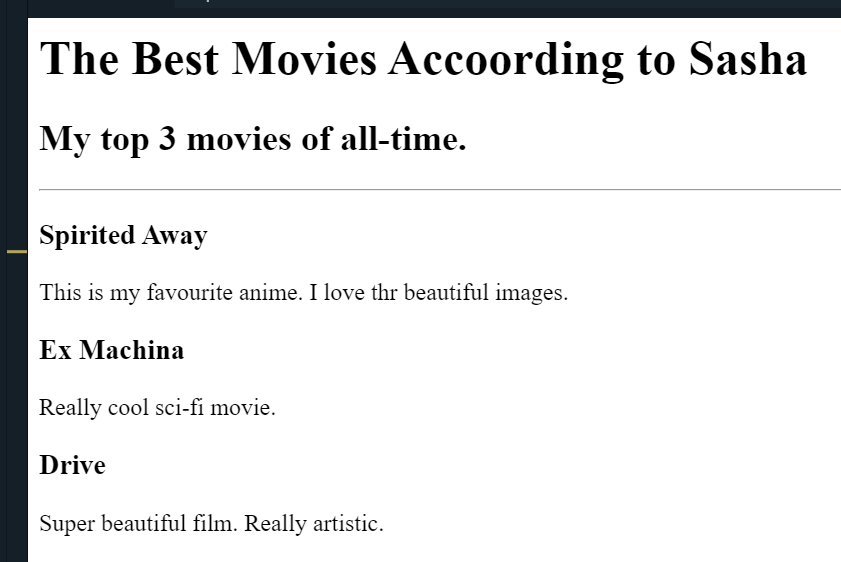 The Best Movies Accoording to Sasha
My top 3 movies of all-time.
Spirited Away
This is my favourite anime. I love thr beautiful images.
Ex Machina
Really cool sci-fi movie.
Drive
Super beautiful film. Really artistic.